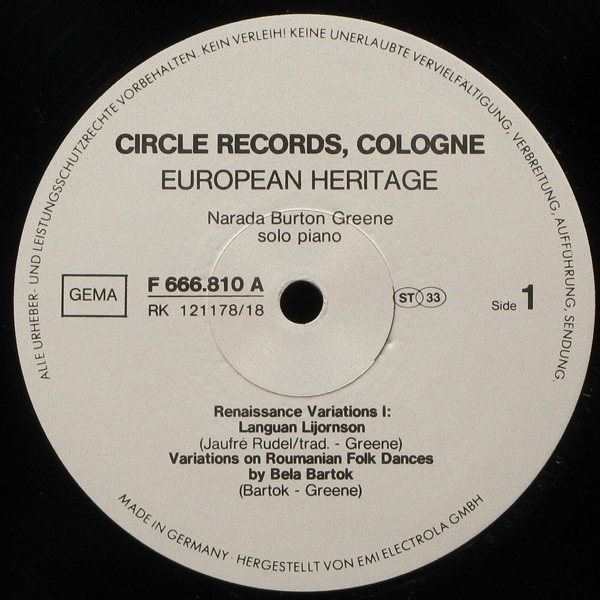 ALLE URHEBER- UND LEISTUNGSSCHUTZRECHTE VORBEHALTEN. KEIN VERLEIH! KEINE UNERLAUBTE VERVIELFÄLTIGUNG, VERBREITUNG, AUFFÜHRUNG, SENDUNG.
CIRCLE RECORDS, COLOGNE
EUROPEAN HERITAGE
Narada Burton Greene
solo piano
GEMA
F 666.810 A
RK 121178/18
ST 33
Side 1
Renaissance Variations I:
Languan Lijornson
(Jaufré Rudel/trad. - Greene)
Variations on Roumanian Folk Dances
by Bela Bartok
(Bartok - Greene)
MADE IN GERMANY · HERGESTELLT VON EMI ELECTROLA GMBH